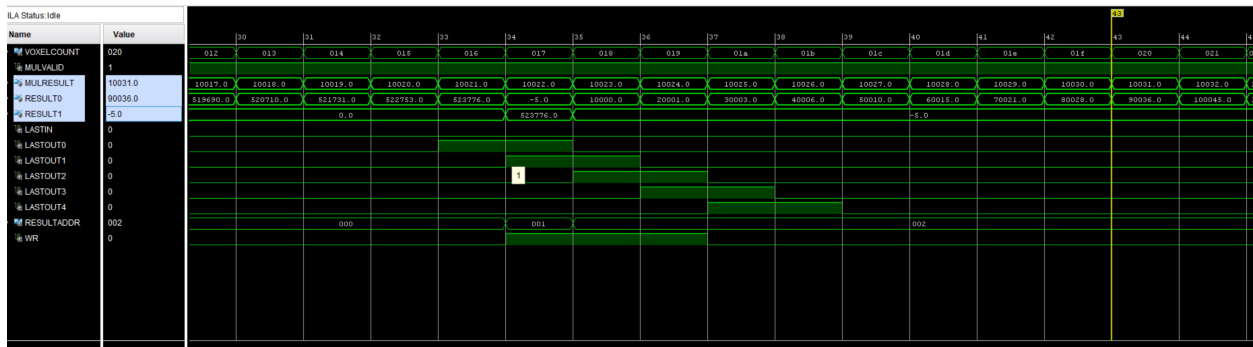 ILA Status:Idle
43
Name Value 30 31 32 33 34 35 36 37 38 39 40 41 42 43 44
VOXELCOUNT 020 012 013 014 015 016 017 018 019 01a 01b 01c 01d 01e 01f 020 021
MULVALID 1
MULRESULT 10031.0 10017.0 10018.0 10019.0 10020.0 10021.0 10022.0 10023.0 10024.0 10025.0 10026.0 10027.0 10028.0 10029.0 10030.0 10031.0 10032.0
RESULT0 90036.0 519690.0 520710.0 521731.0 522753.0 523776.0 -5.0 10000.0 20001.0 30003.0 40006.0 50010.0 60015.0 70021.0 80028.0 90036.0 100045.0
RESULT1 -5.0 0.0 523776.0 -5.0
LASTIN 0
LASTOUT0 0
LASTOUT1 0
LASTOUT2 0 1
LASTOUT3 0
LASTOUT4 0
RESULTADDR 002 000 001 002
WR 0